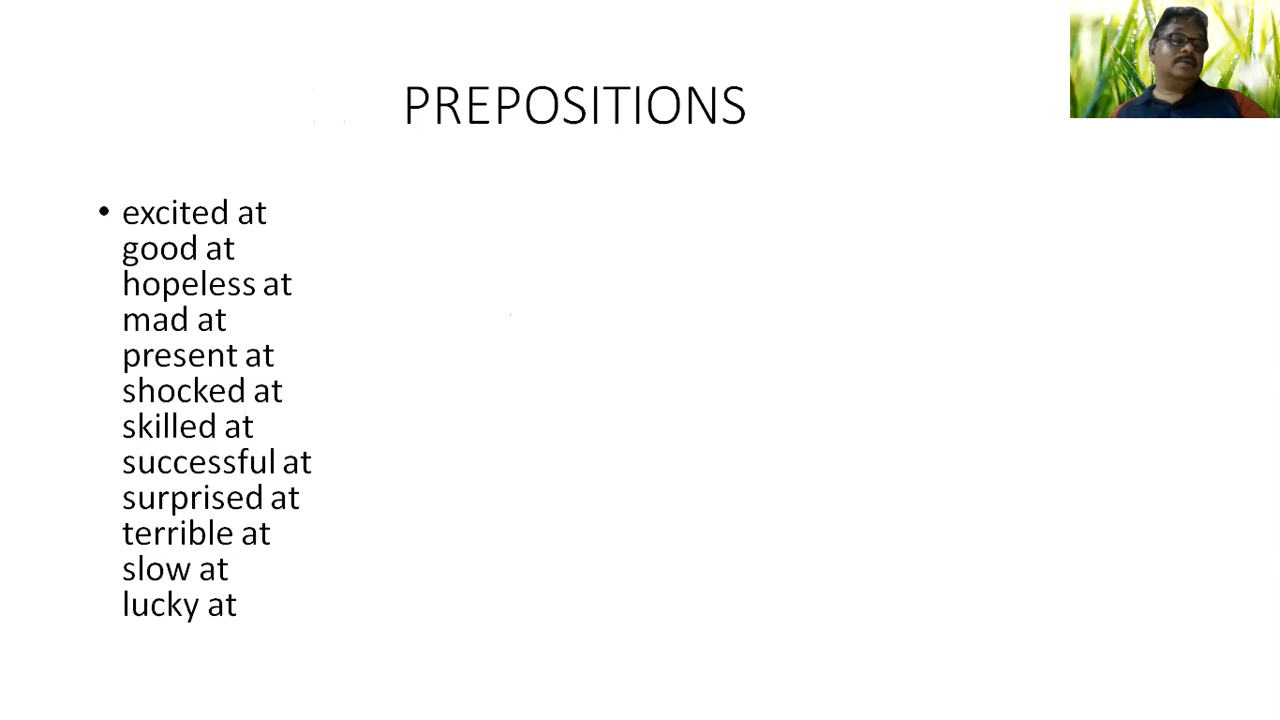 PREPOSITIONS
• excited at
good at
hopeless at
mad at
present at
shocked at
skilled at
successful at
surprised at
terrible at
slow at
lucky at